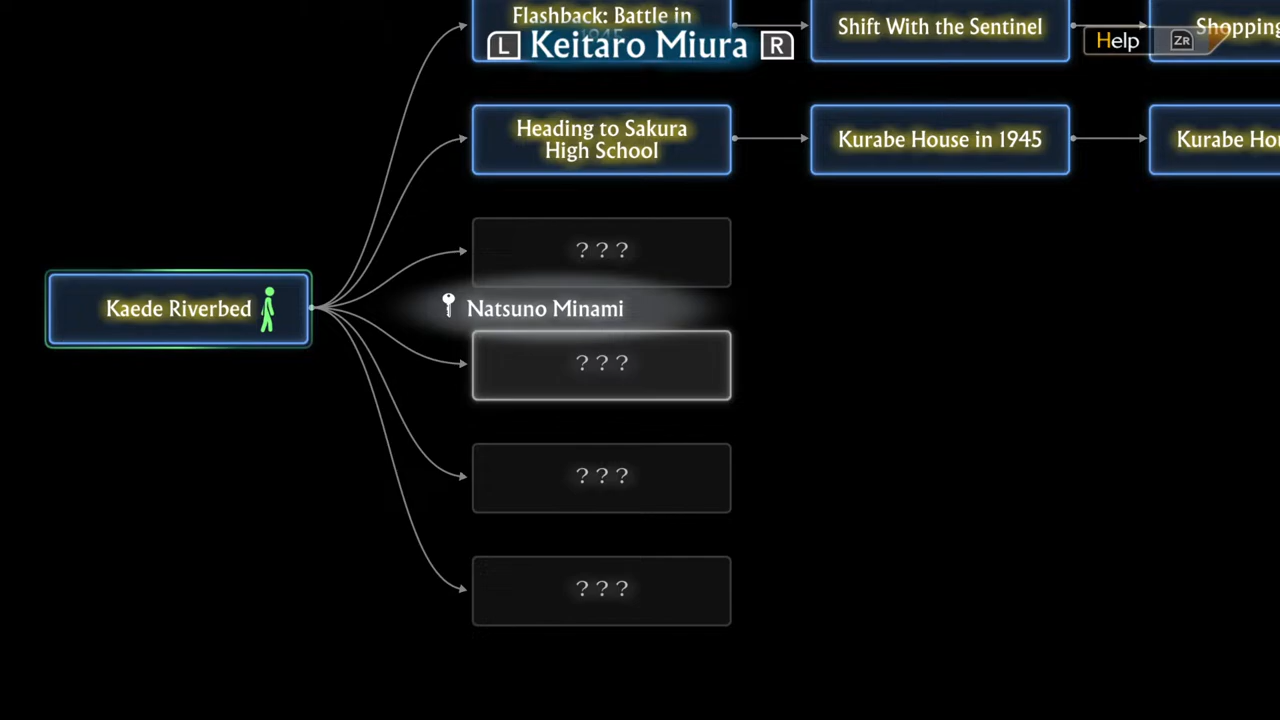 Flashback: Battle in
1945
Shift With the Sentinel
Shopping
L Keitaro Miura R
Help ZR
Heading to Sakura
High School
Kurabe House in 1945
Kurabe Hou
? ? ?
Kaede Riverbed
Natsuno Minami
? ? ?
? ? ?
? ? ?